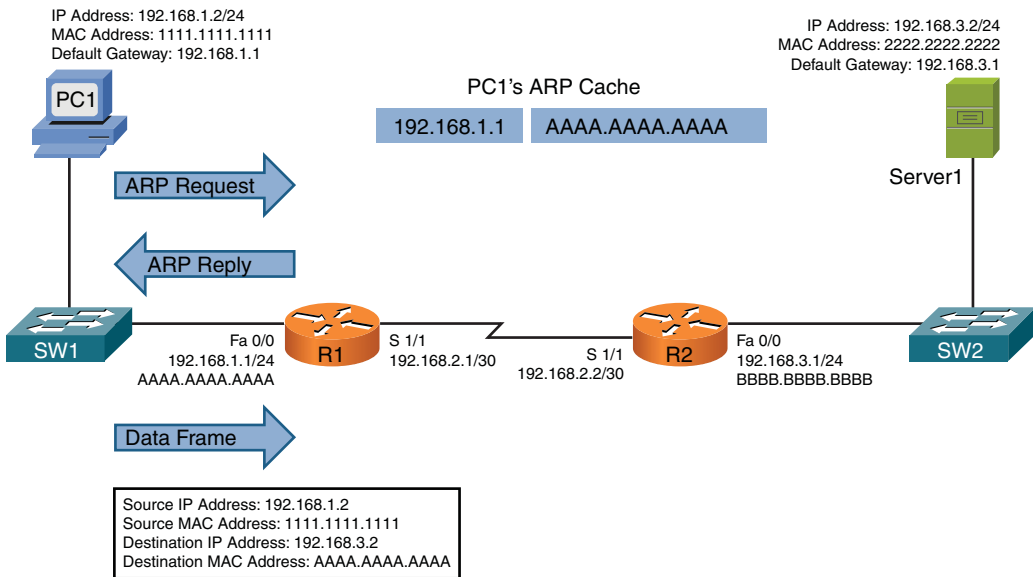 IP Address: 192.168.1.2/24
MAC Address: 1111.1111.1111
Default Gateway: 192.168.1.1
IP Address: 192.168.3.2/24
MAC Address: 2222.2222.2222
Default Gateway: 192.168.3.1
PC1
PC1's ARP Cache
192.168.1.1 AAAA.AAAA.AAAA
Server1
ARP Request
ARP Reply
SW1
Fa 0/0
192.168.1.1/24
AAAA.AAAA.AAAA
R1
S 1/1
192.168.2.1/30
S 1/1
192.168.2.2/30
R2
Fa 0/0
192.168.3.1/24
BBBB.BBBB.BBBB
SW2
Data Frame
Source IP Address: 192.168.1.2
Source MAC Address: 1111.1111.1111
Destination IP Address: 192.168.3.2
Destination MAC Address: AAAA.AAAA.AAAA